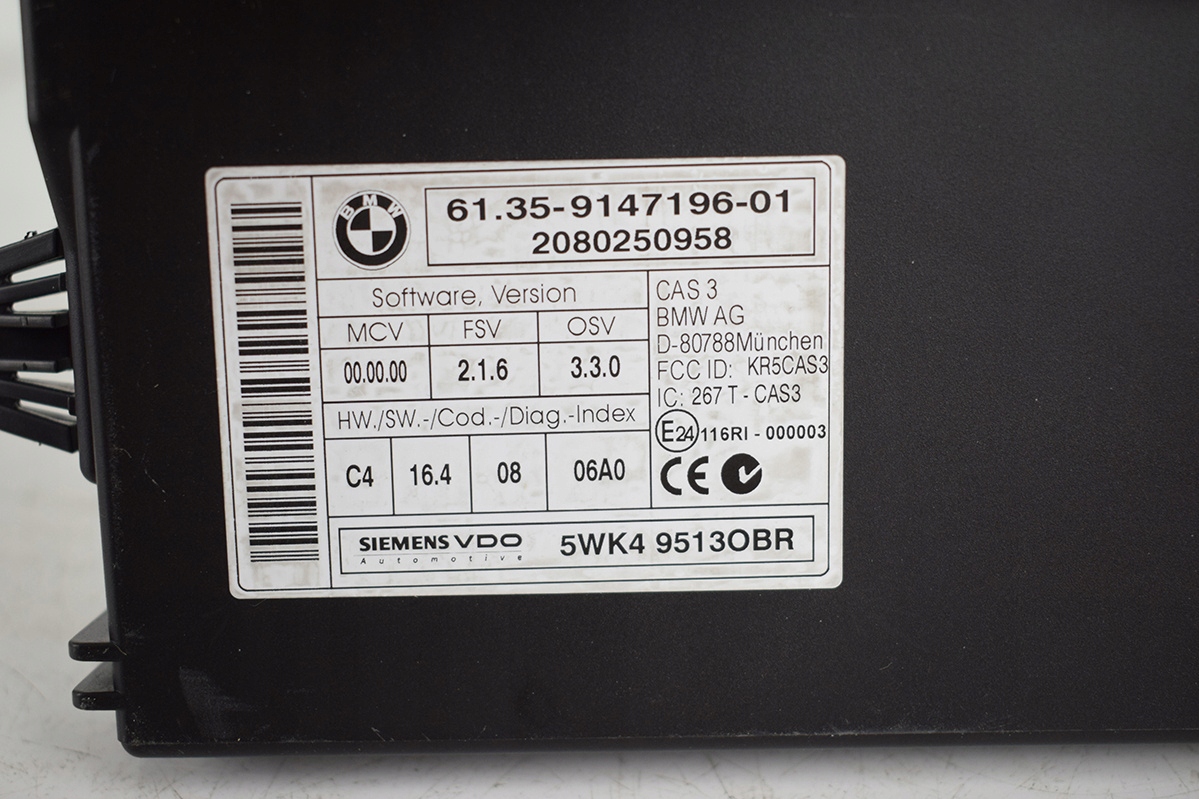 BMW
61.35-9147196-01
2080250958
Software, Version
MCV FSV OSV
00.00.00 2.1.6 3.3.0
HW./SW.-/Cod.-/Diag.-Index
C4 16.4 08 06A0
CAS 3
BMW AG
D-80788München
FCC ID: KR5CAS3
IC: 267 T - CAS3
E24 116RI - 000003
CE
SIEMENS VDO
Automotive
5WK4 9513OBR